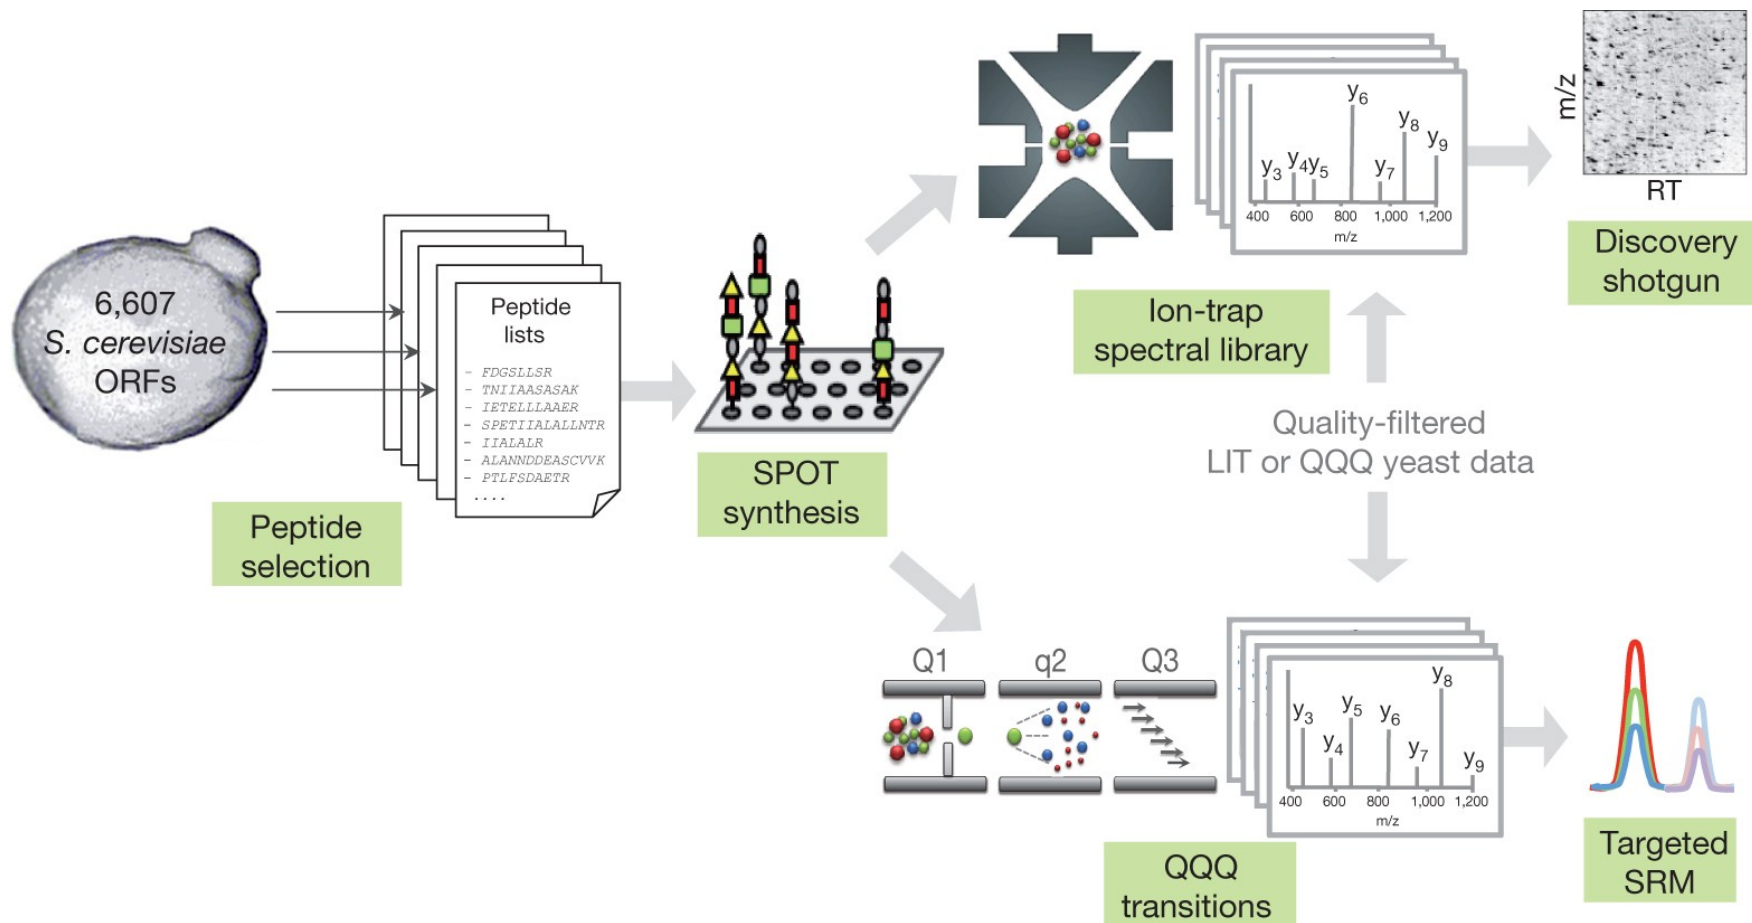 6,607
S. cerevisiae
ORFs
Peptide
lists
- FDGSLLSR
- TNIIAASASAK
- IETELLLAAER
- SPETIIALALLNTR
- IIALALR
- ALANNDDEASCVVK
- PTLFSDAETR
....
Peptide
selection
SPOT
synthesis
y3 y4 y5 y6 y7 y8 y9
400 600 800 1,000 1,200
m/z
Ion-trap
spectral library
m/z
RT
Discovery
shotgun
Quality-filtered
LIT or QQQ yeast data
Q1 q2 Q3
y3 y4 y5 y6 y7 y8 y9
400 600 800 1,000 1,200
m/z
QQQ
transitions
Targeted
SRM